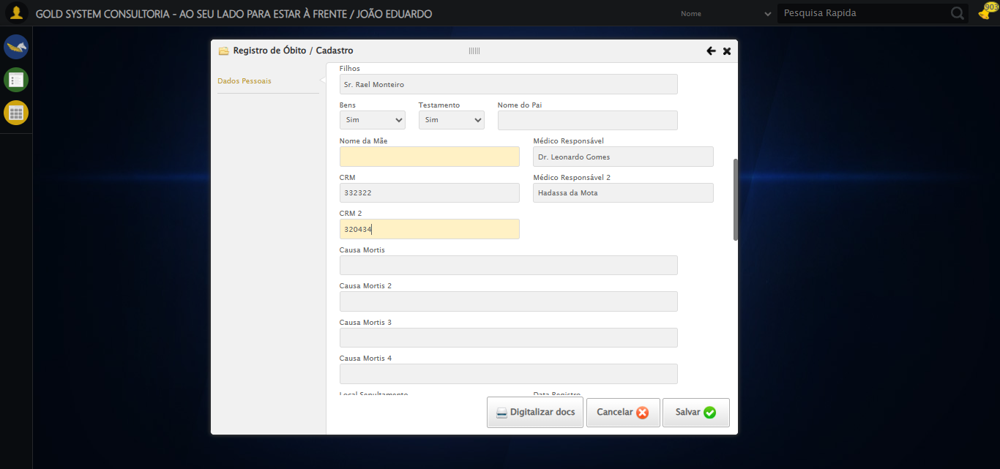 GOLD SYSTEM CONSULTORIA - AO SEU LADO PARA ESTAR À FRENTE / JOÃO EDUARDO
Nome
Pesquisa Rapida
903
Registro de Óbito / Cadastro
Dados Pessoais
Filhos
Sr. Rael Monteiro
Bens Testamento Nome do Pai
Sim Sim
Nome da Mãe Médico Responsável
Dr. Leonardo Gomes
CRM Médico Responsável 2
332322 Hadassa da Mota
CRM 2
320434
Causa Mortis
Causa Mortis 2
Causa Mortis 3
Causa Mortis 4
Local Sepultamento Data Registro
Digitalizar docs Cancelar Salvar